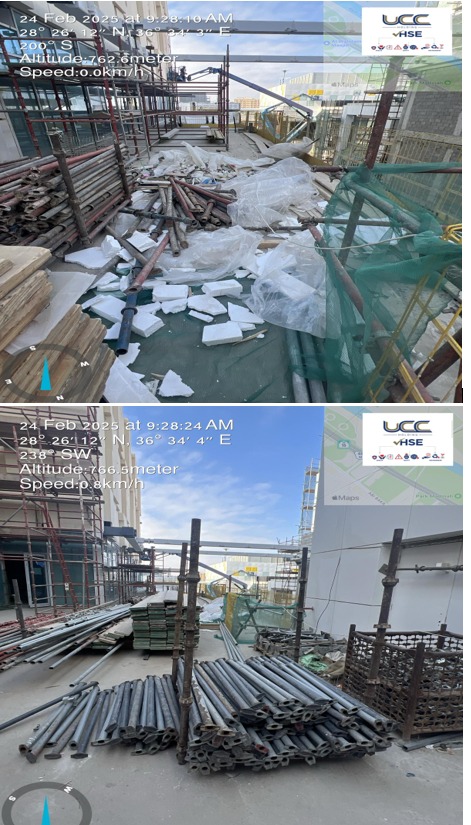 24 Feb 2025 at 9:28:10 AM
28° 26' 12" N, 36° 34' 3" E
200° S
Altitude:762.6meter
Speed:0.0km/h
UCC
HOLDING
vHSE
S
W
E
24 Feb 2025 at 9:28:24 AM
28° 26' 12" N, 36° 34' 4" E
238° SW
Altitude:766.5meter
Speed:0.8km/h
UCC
HOLDING
vHSE
Maps
S
W